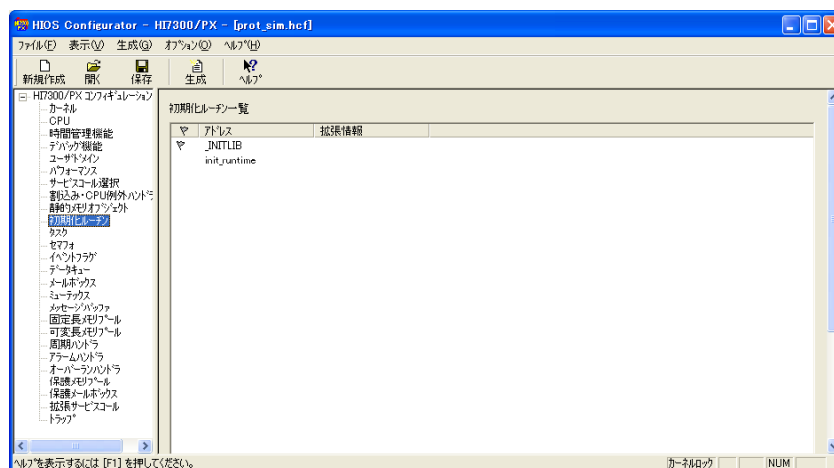 HIOS Configurator - HI7300/PX - [prot_sim.hcf]
ファイル(F) 表示(V) 生成(G) オプション(O) ヘルプ(H)
新規作成 開く 保存 生成 ヘルプ
HI7300/PX コンフィギュレーション
カーネル
CPU
時間管理機能
デバッグ機能
ユーザドメイン
パフォーマンス
サービスコール選択
割込み・CPU例外ハンドラ
静的メモリオブジェクト
初期化ルーチン
タスク
セマフォ
イベントフラグ
データキュー
メールボックス
ミューテックス
メッセージバッファ
固定長メモリプール
可変長メモリプール
周期ハンドラ
アラームハンドラ
オーバーランハンドラ
保護メモリプール
保護メールボックス
拡張サービスコール
トラップ
初期化ルーチン一覧
アドレス 拡張情報
_INITLIB
init_runtime
ヘルプを表示するには [F1] を押してください。 カーネルロック NUM